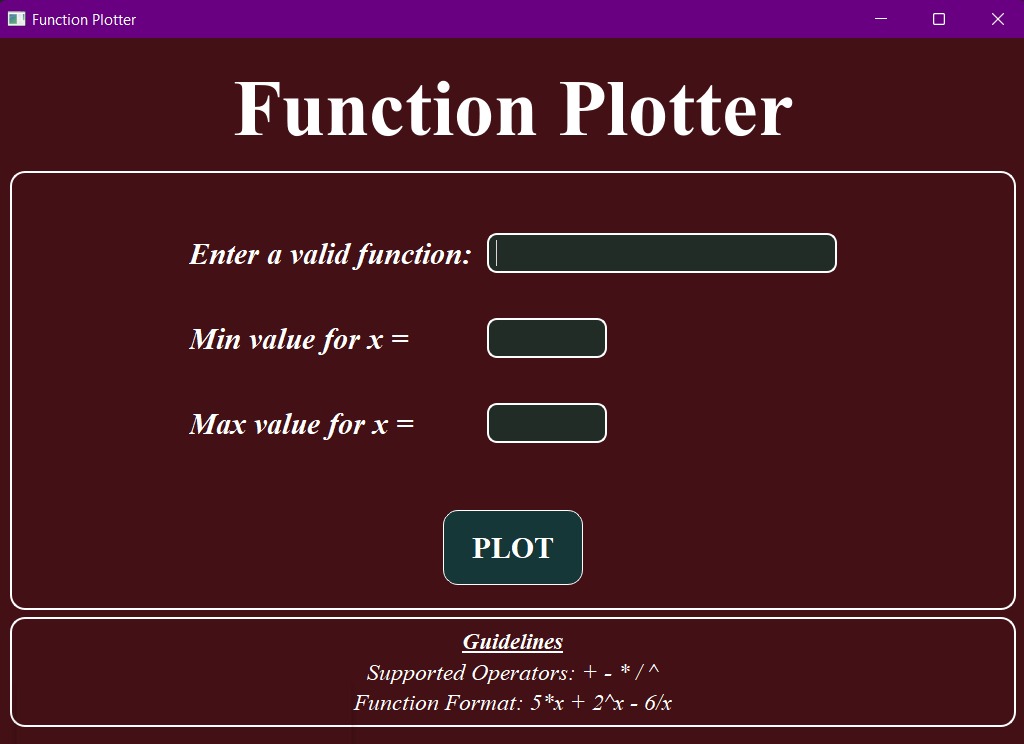 Function Plotter
Function Plotter
Enter a valid function:
Min value for x =
Max value for x =
PLOT
Guidelines
Supported Operators: + - * / ^
Function Format: 5*x + 2^x - 6/x